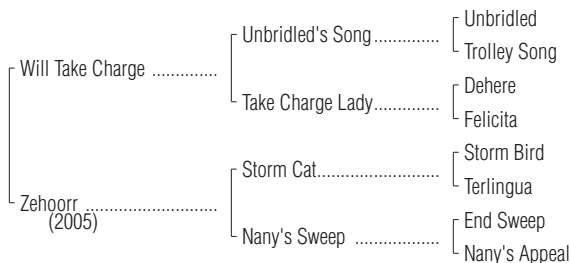 Unbridled
Unbridled's Song
Trolley Song
Will Take Charge
Dehere
Take Charge Lady
Felicita
Storm Bird
Storm Cat
Terlingua
Zehoorr
(2005)
End Sweep
Nany's Sweep
Nany's Appeal